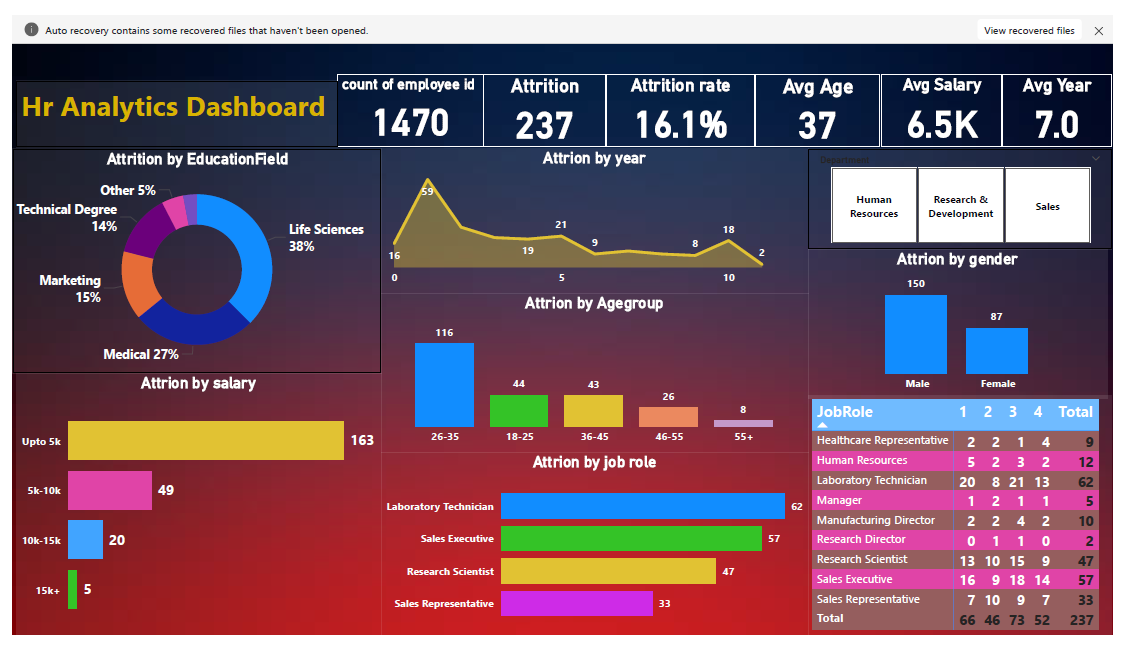 Auto recovery contains some recovered files that haven't been opened.
View recovered files
Hr Analytics Dashboard
count of employee id
1470
Attrition
237
Attrition rate
16.1%
Avg Age
37
Avg Salary
6.5K
Avg Year
7.0
Attrition by EducationField
Other 5%
Technical Degree
14%
Life Sciences
38%
Marketing
15%
Medical 27%
Attrion by year
59
16
19
21
9
8
18
2
0 5 10
Department
Human
Resources
Research &
Development
Sales
Attrion by gender
150
87
Male Female
Attrion by Agegroup
116
44
43
26
8
26-35 18-25 36-45 46-55 55+
Attrion by salary
Upto 5k 163
5k-10k 49
10k-15k 20
15k+ 5
Attrion by job role
Laboratory Technician 62
Sales Executive 57
Research Scientist 47
Sales Representative 33
JobRole 1 2 3 4 Total
Healthcare Representative 2 2 1 4 9
Human Resources 5 2 3 2 12
Laboratory Technician 20 8 21 13 62
Manager 1 2 1 1 5
Manufacturing Director 2 2 4 2 10
Research Director 0 1 1 0 2
Research Scientist 13 10 15 9 47
Sales Executive 16 9 18 14 57
Sales Representative 7 10 9 7 33
Total 66 46 73 52 237